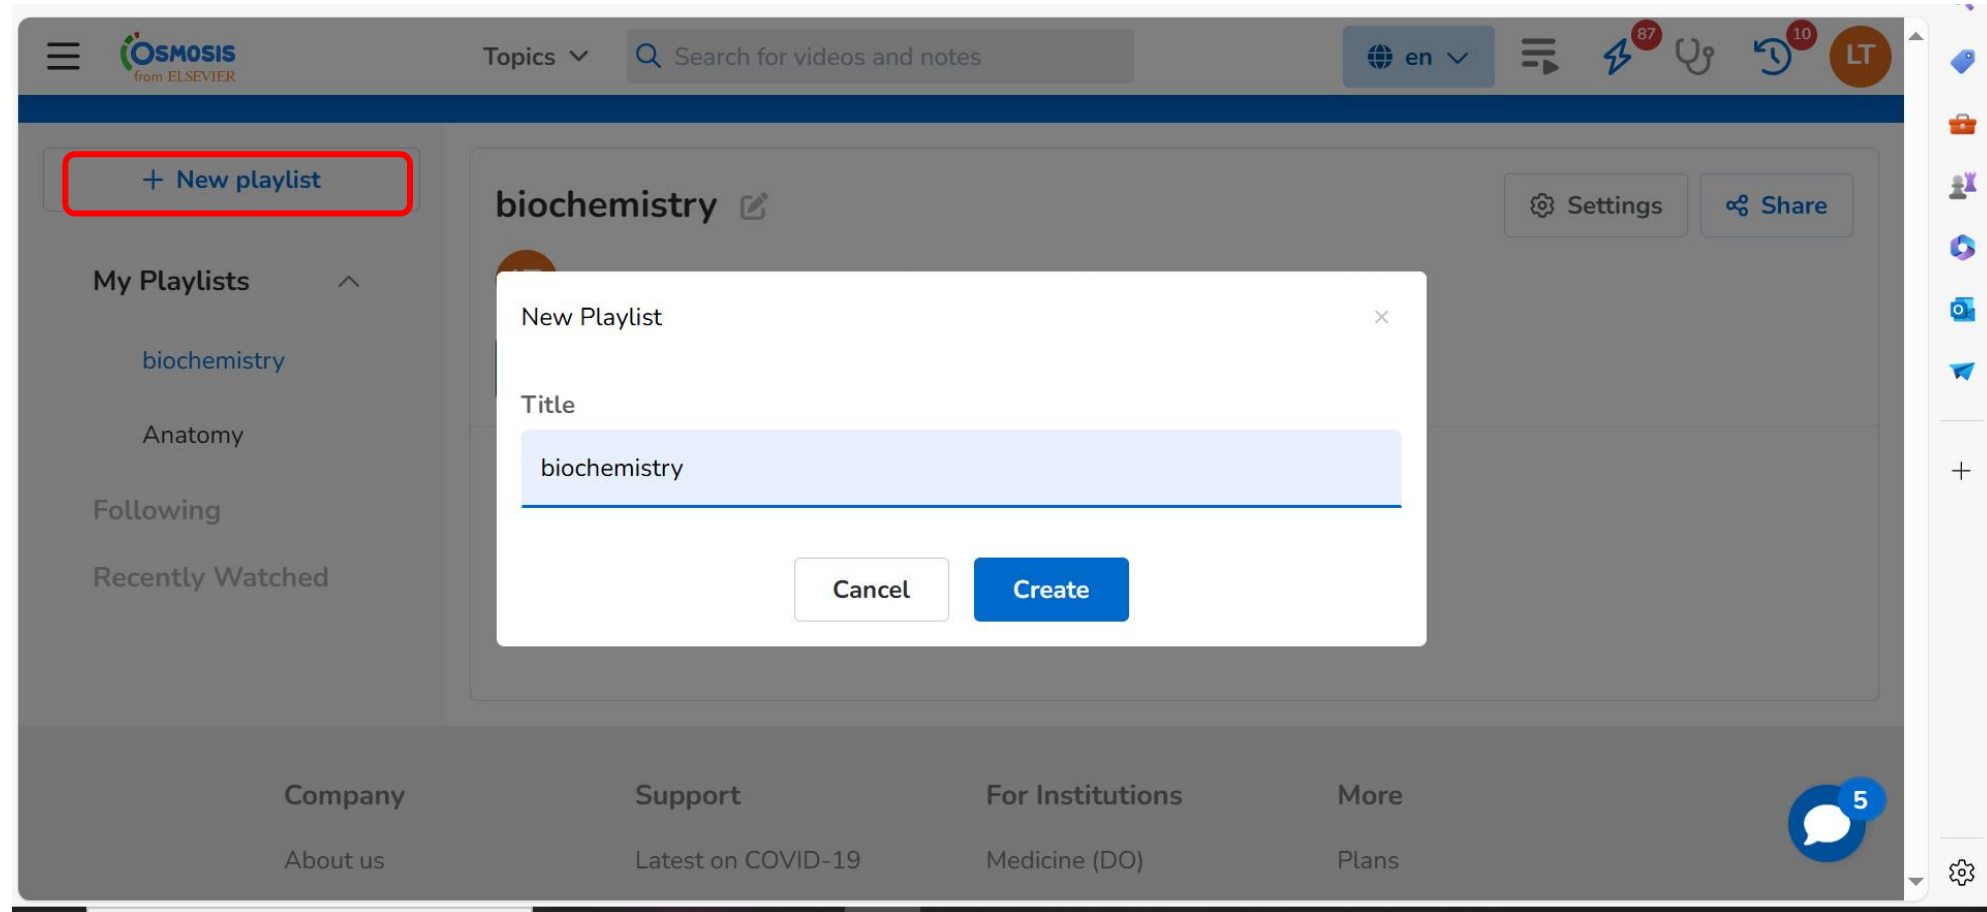 OSMOSIS
from ELSEVIER
Topics
Search for videos and notes
en
87
10
LT
+ New playlist
biochemistry
Settings
Share
My Playlists
biochemistry
Anatomy
Following
Recently Watched
New Playlist
×
Title
biochemistry
Cancel
Create
Company
Support
For Institutions
More
5
About us
Latest on COVID-19
Medicine (DO)
Plans